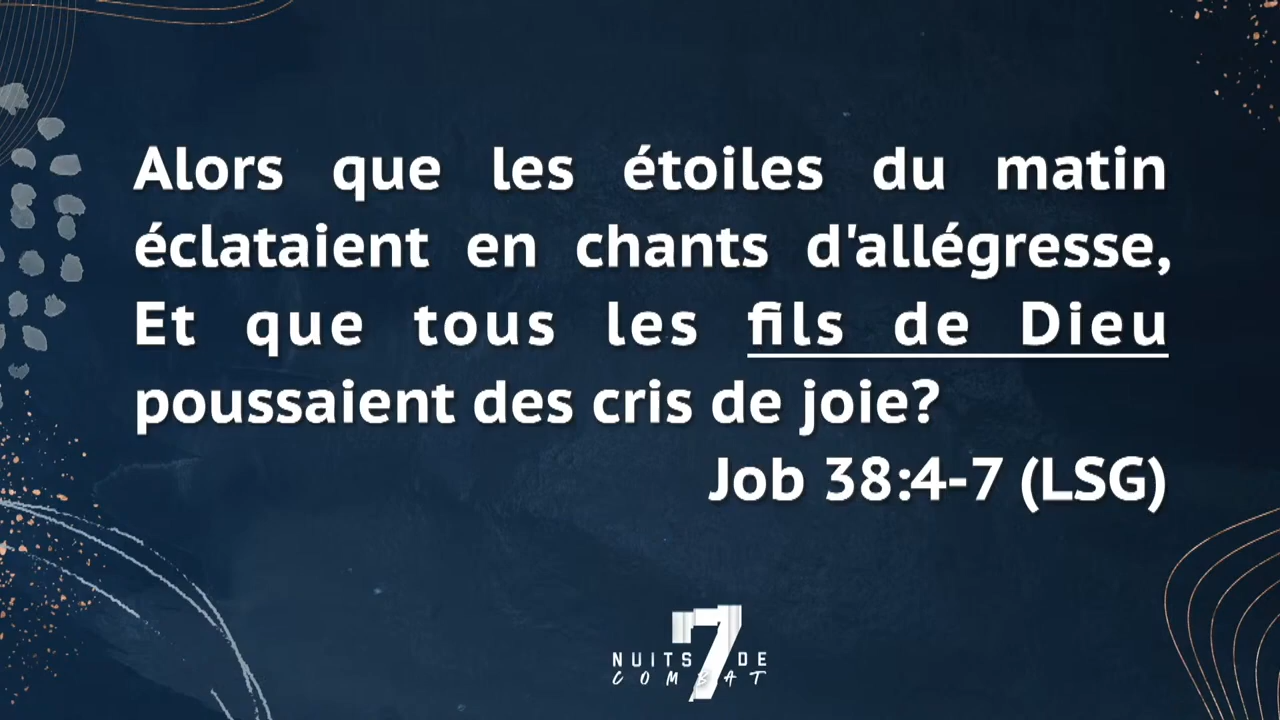 Alors que les étoiles du matin
éclataient en chants d'allégresse,
Et que tous les fils de Dieu
poussaient des cris de joie?
Job 38:4-7 (LSG)
7
NUITS DE
COMBAT